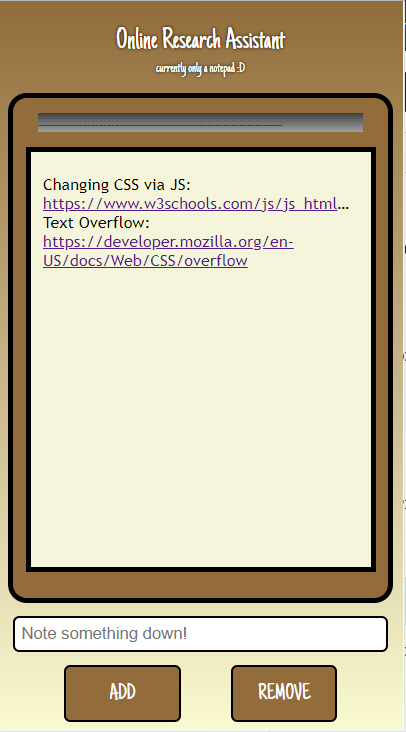 Online Research Assistant
currently only a notepad :D
Changing CSS via JS:
https://www.w3schools.com/js/js_html...
Text Overflow:
https://developer.mozilla.org/en-
US/docs/Web/CSS/overflow
Note something down!
ADD
REMOVE